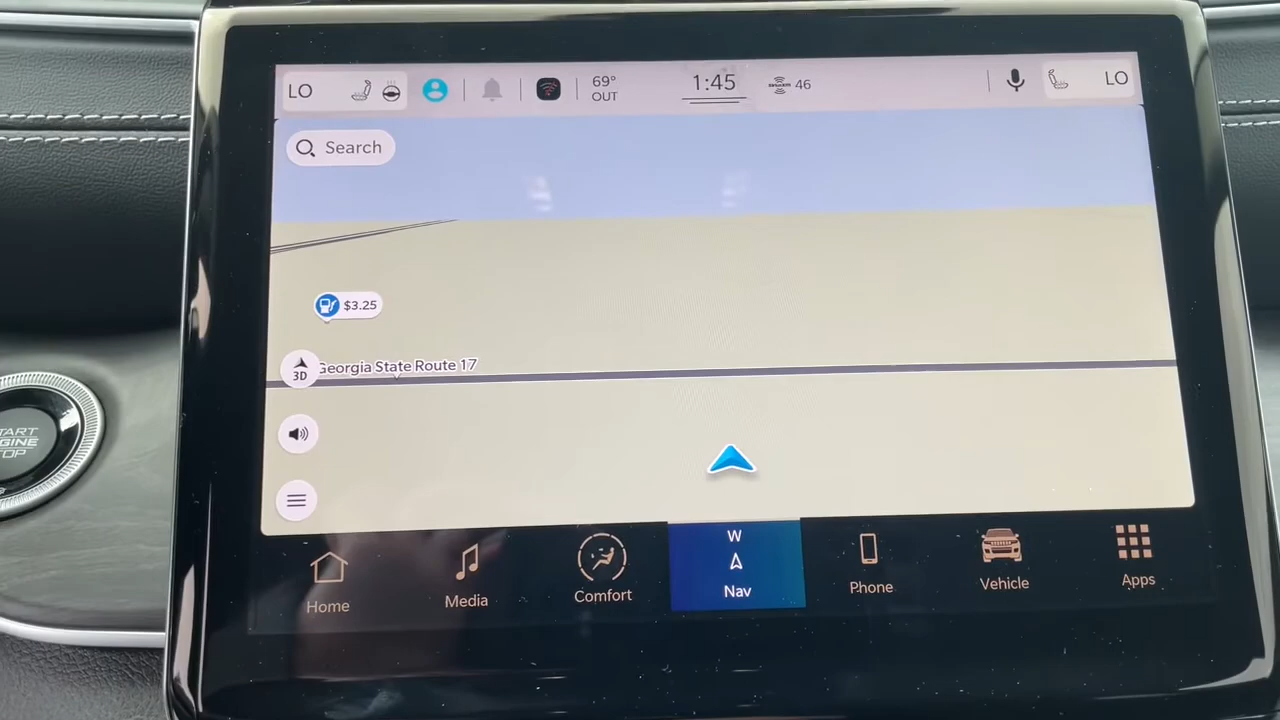 LO
69°
OUT
1:45
SiriusXM
46
LO
Search
$3.25
3D
Georgia State Route 17
START
ENGINE
STOP
W
Nav
Home
Media
Comfort
Phone
Vehicle
Apps